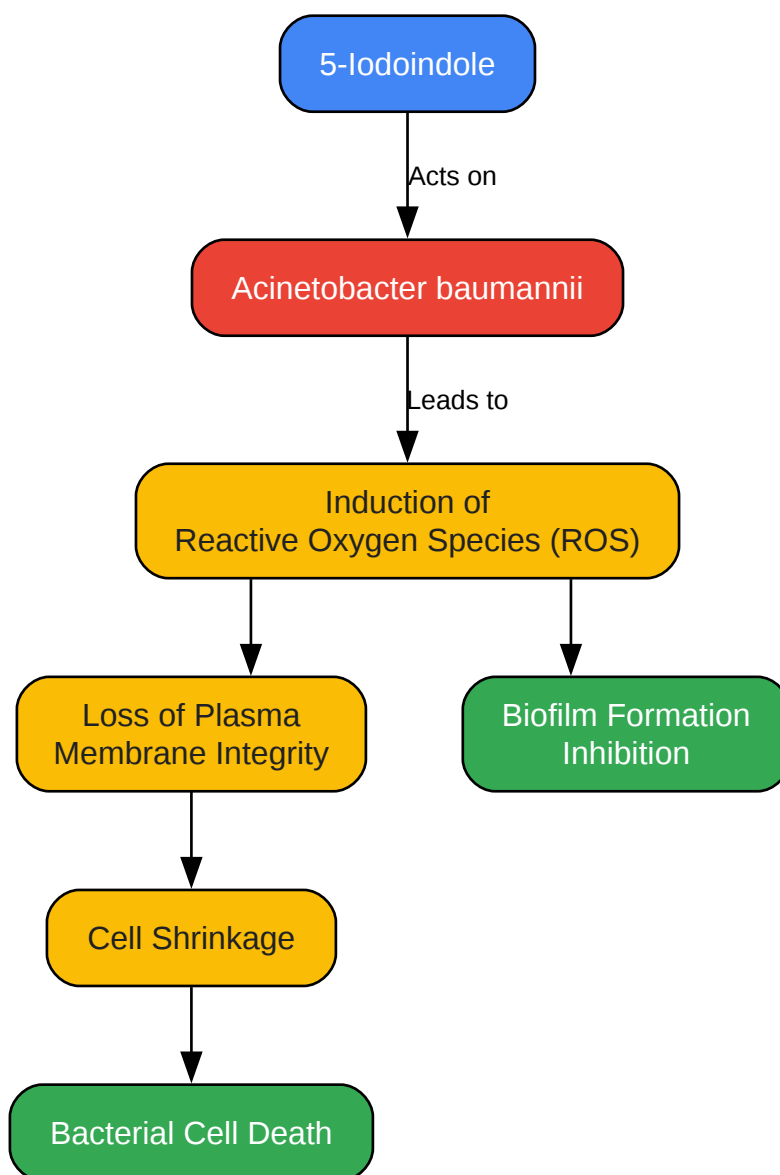 5-Iodoindole
Acts on
Acinetobacter baumannii
Leads to
Induction of
Reactive Oxygen Species (ROS)
Loss of Plasma
Membrane Integrity
Biofilm Formation
Inhibition
Cell Shrinkage
Bacterial Cell Death